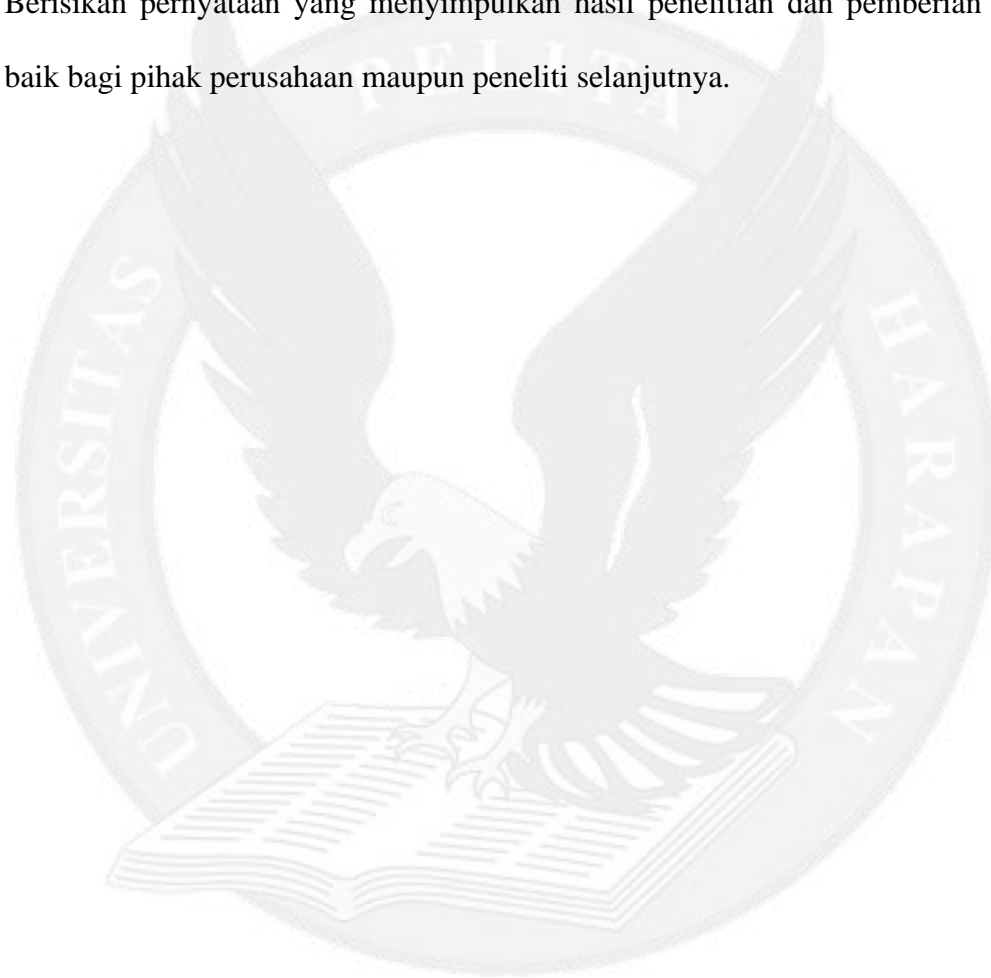 Berisikan pernyataan yang menyimpulkan hasil penelitian dan pemberian
baik bagi pihak perusahaan maupun peneliti selanjutnya.
UNIVERSITAS PELITA HARAPAN